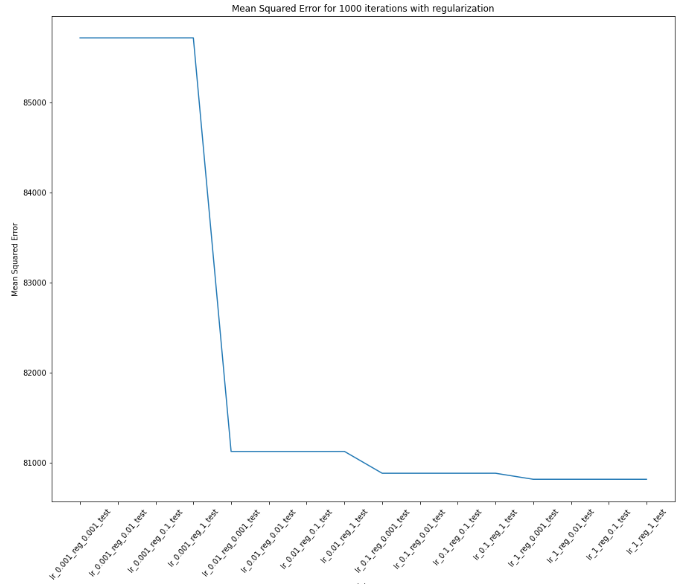 Mean Squared Error for 1000 iterations with regularization
85000
84000
83000
82000
81000
Mean Squared Error
lr_0.001_reg_0.001_test
lr_0.001_reg_0.01_test
lr_0.001_reg_0.1_test
lr_0.001_reg_1_test
lr_0.01_reg_0.001_test
lr_0.01_reg_0.01_test
lr_0.01_reg_0.1_test
lr_0.01_reg_1_test
lr_0.1_reg_0.001_test
lr_0.1_reg_0.01_test
lr_0.1_reg_0.1_test
lr_0.1_reg_1_test
lr_1_reg_0.001_test
lr_1_reg_0.01_test
lr_1_reg_0.1_test
lr_1_reg_1_test